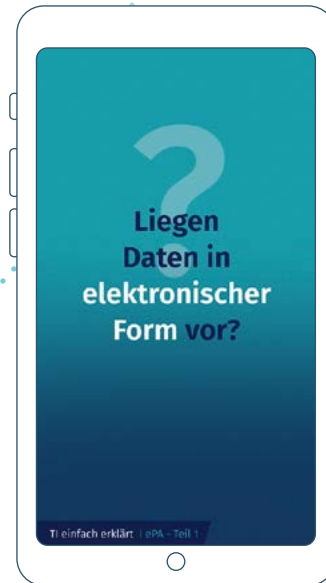 ?
Liegen
Daten in
elektronischer
Form vor?
TI einfach erklärt | ePA – Teil 1